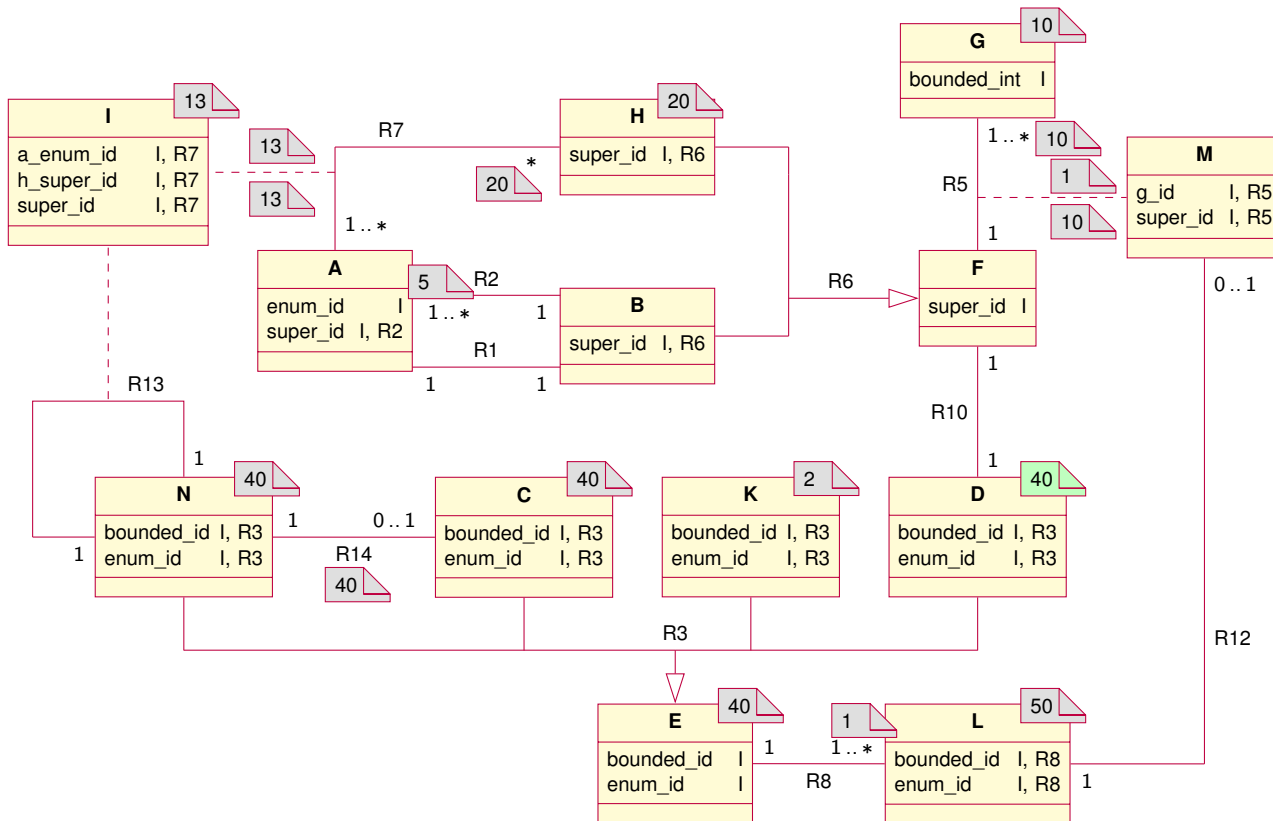 G
10
bounded_int I
I
13
a_enum_id I, R7
h_super_id I, R7
super_id I, R7
13
13
R7
H
20
super_id I, R6
*
20
1..*
10
R5
1
10
M
g_id I, R5
super_id I, R5
1..*
A
5
enum_id I
super_id I, R2
R2
1..*
1
R1
1
1
B
super_id I, R6
R6
1
F
super_id I
1
0..1
R10
1
R13
1
1
N
40
bounded_id I, R3
enum_id I, R3
1
0..1
R14
40
C
40
bounded_id I, R3
enum_id I, R3
K
2
bounded_id I, R3
enum_id I, R3
D
40
bounded_id I, R3
enum_id I, R3
R3
R12
E
40
bounded_id I
enum_id I
1
1..*
1
R8
L
50
bounded_id I, R8
enum_id I, R8
1